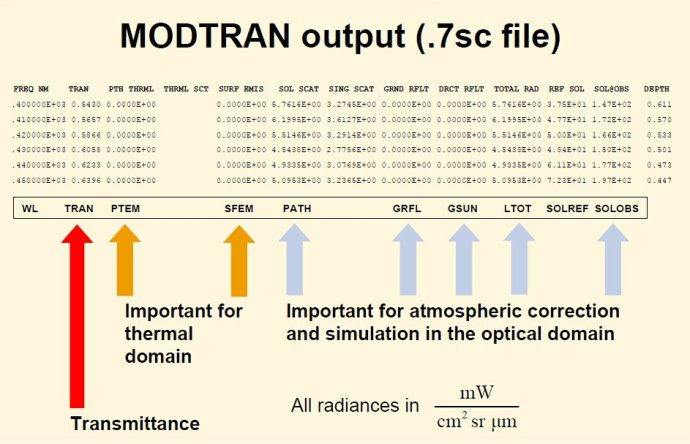 MODTRAN output (.7sc file)
FREQ NM TRAN PTH THRML THRML SCT SURF EMIS SOL SCAT SING SCAT GRND RFLT DRCT RFLT TOTAL RAD REF SOL SOL@OBS DEPTH
.400000E+03 0.5430 0.0000E+00 0.0000E+00 5.7616E+00 3.2745E+00 0.0000E+00 0.0000E+00 5.7616E+00 3.75E+01 1.47E+02 0.611
.410000E+03 0.5657 0.0000E+00 0.0000E+00 6.1995E+00 3.6127E+00 0.0000E+00 0.0000E+00 6.1995E+00 4.77E+01 1.72E+02 0.570
.420000E+03 0.5866 0.0000E+00 0.0000E+00 5.5146E+00 3.2914E+00 0.0000E+00 0.0000E+00 5.5146E+00 5.00E+01 1.66E+02 0.533
.430000E+03 0.6058 0.0000E+00 0.0000E+00 4.5438E+00 2.7756E+00 0.0000E+00 0.0000E+00 4.5438E+00 4.84E+01 1.50E+02 0.501
.440000E+03 0.6233 0.0000E+00 0.0000E+00 4.9335E+00 3.0769E+00 0.0000E+00 0.0000E+00 4.9335E+00 6.11E+01 1.77E+02 0.473
.450000E+03 0.6396 0.0000E+00 0.0000E+00 5.0953E+00 3.2365E+00 0.0000E+00 0.0000E+00 5.0953E+00 7.23E+01 1.97E+02 0.447
WL TRAN PTEM SFEM PATH GRFL GSUN LTOT SOLREF SOLOBS
Important for
thermal
domain
Important for atmospheric correction
and simulation in the optical domain
Transmittance
All radiances in
mW
cm² sr µm